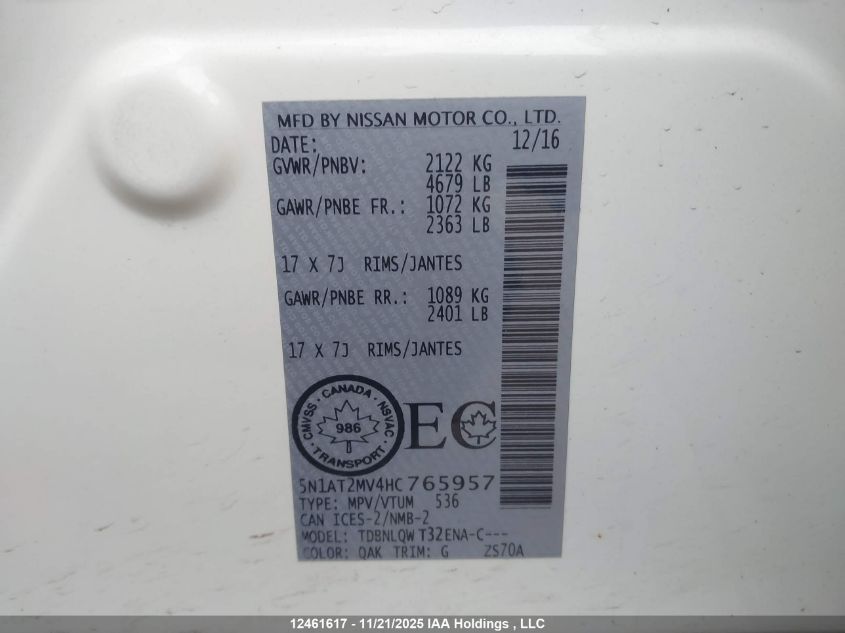 MFD BY NISSAN MOTOR CO., LTD.
DATE: 12/16
GVWR/PNBV: 2122 KG
4679 LB
GAWR/PNBE FR.: 1072 KG
2363 LB
17 X 7J RIMS/JANTES
GAWR/PNBE RR.: 1089 KG
2401 LB
17 X 7J RIMS/JANTES
CMVSS · CANADA · NSVAC · TRANSPORT ·
986
EC
5N1AT2MV4HC765957
TYPE: MPV/VTUM 536
CAN ICES-2/NMB-2
MODEL: TDBNLQW T32ENA-C---
COLOR: QAK TRIM: G ZS70A
12461617 - 11/21/2025 IAA Holdings , LLC